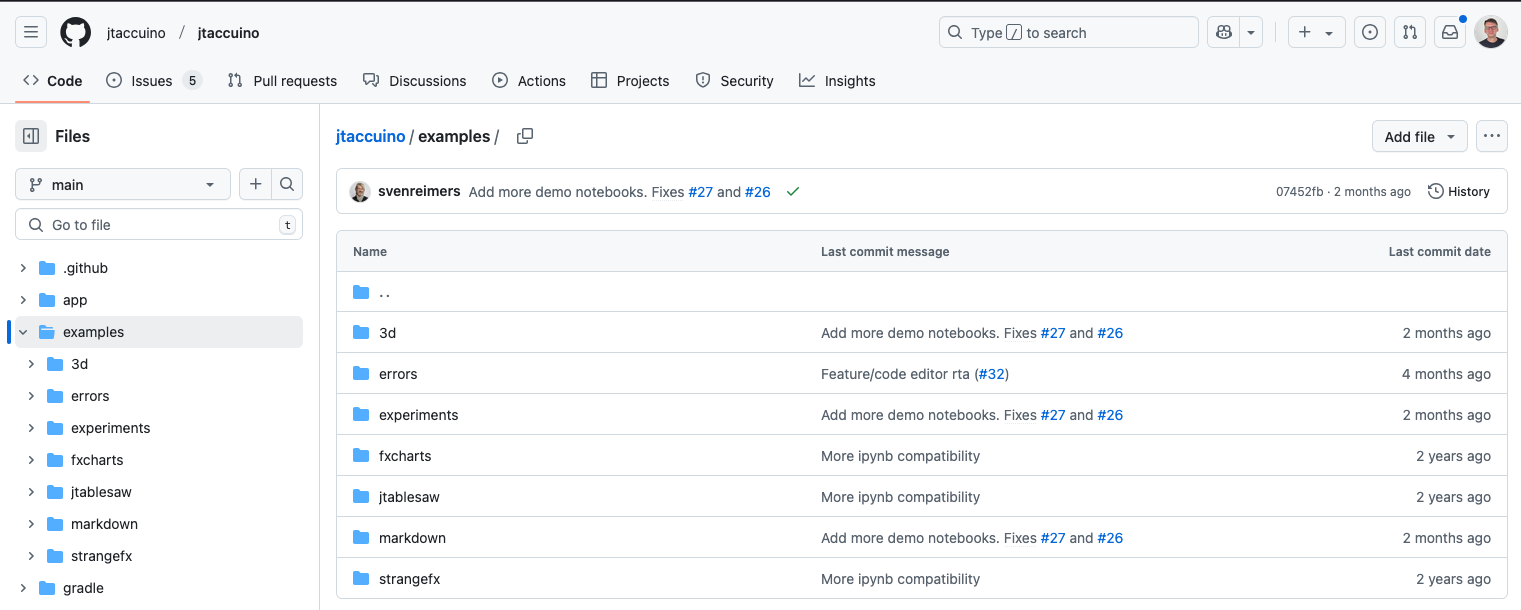 jtaccuino / jtaccuino
Type / to search
Code Issues 5 Pull requests Discussions Actions Projects Security Insights
Files
main
Go to file t
.github
app
examples
3d
errors
experiments
fxcharts
jtablesaw
markdown
strangefx
gradle
jtaccuino / examples /
Add file
svenreimers Add more demo notebooks. Fixes #27 and #26 07452fb · 2 months ago History
Name Last commit message Last commit date
..
3d Add more demo notebooks. Fixes #27 and #26 2 months ago
errors Feature/code editor rta (#32) 4 months ago
experiments Add more demo notebooks. Fixes #27 and #26 2 months ago
fxcharts More ipynb compatibility 2 years ago
jtablesaw More ipynb compatibility 2 years ago
markdown Add more demo notebooks. Fixes #27 and #26 2 months ago
strangefx More ipynb compatibility 2 years ago